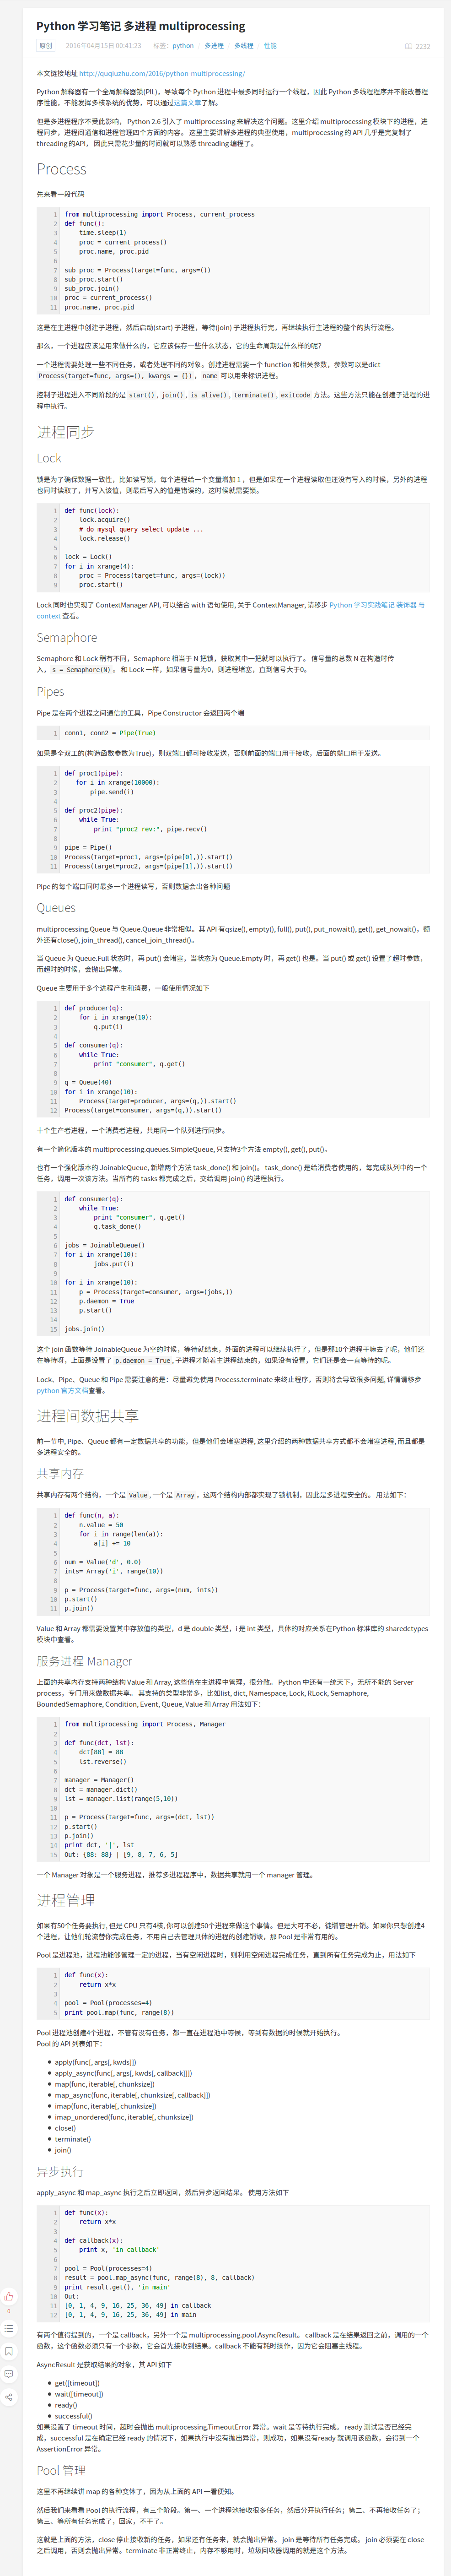 Python 学习笔记 多进程 multiprocessing
原创 2016年04月15日 00:41:23 标签: python / 多进程 / 多线程 / 性能 2232
本文链接地址 http://quqiuzhu.com/2016/python-multiprocessing/
Python 解释器有一个全局解释器锁(PIL)，导致每个 Python 进程中最多同时运行一个线程，因此 Python 多线程程序并不能改善程
序性能，不能发挥多核系统的优势，可以通过这篇文章了解。
但是多进程程序不受此影响， Python 2.6 引入了 multiprocessing 来解决这个问题。这里介绍 multiprocessing 模块下的进程，进
程同步，进程间通信和进程管理四个方面的内容。 这里主要讲解多进程的典型使用，multiprocessing 的 API 几乎是完复制了
threading 的API， 因此只需花少量的时间就可以熟悉 threading 编程了。
Process
先来看一段代码
1 from multiprocessing import Process, current_process
2 def func():
3 time.sleep(1)
4 proc = current_process()
5 proc.name, proc.pid
6
7 sub_proc = Process(target=func, args=())
8 sub_proc.start()
9 sub_proc.join()
10 proc = current_process()
11 proc.name, proc.pid
这是在主进程中创建子进程，然后启动(start) 子进程，等待(join) 子进程执行完，再继续执行主进程的整个的执行流程。
那么，一个进程应该是用来做什么的，它应该保存一些什么状态，它的生命周期是什么样的呢?
一个进程需要处理一些不同任务，或者处理不同的对象。创建进程需要一个 function 和相关参数，参数可以是dict
Process(target=func, args=(), kwargs = {}) ， name 可以用来标识进程。
控制子进程进入不同阶段的是 start() , join() , is_alive() , terminate() , exitcode 方法。这些方法只能在创建子进程的进
程中执行。
进程同步
Lock
锁是为了确保数据一致性，比如读写锁，每个进程给一个变量增加 1 ，但是如果在一个进程读取但还没有写入的时候，另外的进程
也同时读取了，并写入该值，则最后写入的值是错误的，这时候就需要锁。
1 def func(lock):
2 lock.acquire()
3 # do mysql query select update ...
4 lock.release()
5
6 lock = Lock()
7 for i in xrange(4):
8 proc = Process(target=func, args=(lock))
9 proc.start()
Lock 同时也实现了 ContextManager API, 可以结合 with 语句使用, 关于 ContextManager, 请移步 Python 学习实践笔记 装饰器 与
context 查看。
Semaphore
Semaphore 和 Lock 稍有不同，Semaphore 相当于 N 把锁，获取其中一把就可以执行了。 信号量的总数 N 在构造时传
入， s = Semaphore(N) 。 和 Lock 一样，如果信号量为0，则进程堵塞，直到信号大于0。
Pipes
Pipe 是在两个进程之间通信的工具，Pipe Constructor 会返回两个端
1 conn1, conn2 = Pipe(True)
如果是全双工的(构造函数参数为True)，则双端口都可接收发送，否则前面的端口用于接收，后面的端口用于发送。
1 def proc1(pipe):
2 for i in xrange(10000):
3 pipe.send(i)
4
5 def proc2(pipe):
6 while True:
7 print "proc2 rev:", pipe.recv()
8
9 pipe = Pipe()
10 Process(target=proc1, args=(pipe[0],)).start()
11 Process(target=proc2, args=(pipe[1],)).start()
Pipe 的每个端口同时最多一个进程读写，否则数据会出各种问题
Queues
multiprocessing.Queue 与 Queue.Queue 非常相似。其 API 有qsize(), empty(), full(), put(), put_nowait(), get(), get_nowait()，额
外还有close(), join_thread(), cancel_join_thread()。
当 Queue 为 Queue.Full 状态时，再 put() 会堵塞，当状态为 Queue.Empty 时，再 get() 也是。当 put() 或 get() 设置了超时参数，
而超时的时候，会抛出异常。
Queue 主要用于多个进程产生和消费，一般使用情况如下
1 def producer(q):
2 for i in xrange(10):
3 q.put(i)
4
5 def consumer(q):
6 while True:
7 print "consumer", q.get()
8
9 q = Queue(40)
10 for i in xrange(10):
11 Process(target=producer, args=(q,)).start()
12 Process(target=consumer, args=(q,)).start()
十个生产者进程，一个消费者进程，共用同一个队列进行同步。
有一个简化版本的 multiprocessing.queues.SimpleQueue, 只支持3个方法 empty(), get(), put()。
也有一个强化版本的 JoinableQueue, 新增两个方法 task_done() 和 join()。 task_done() 是给消费者使用的，每完成队列中的一个
任务，调用一次该方法。当所有的 tasks 都完成之后，交给调用 join() 的进程执行。
1 def consumer(q):
2 while True:
3 print "consumer", q.get()
4 q.task_done()
5
6 jobs = JoinableQueue()
7 for i in xrange(10):
8 jobs.put(i)
9
10 for i in xrange(10):
11 p = Process(target=consumer, args=(jobs,))
12 p.daemon = True
13 p.start()
14
15 jobs.join()
这个 join 函数等待 JoinableQueue 为空的时候，等待就结束，外面的进程可以继续执行了，但是那10个进程干嘛去了呢，他们还
在等待呀，上面是设置了 p.daemon = True , 子进程才随着主进程结束的，如果没有设置，它们还是会一直等待的呢。
Lock、Pipe、Queue 和 Pipe 需要注意的是：尽量避免使用 Process.terminate 来终止程序，否则将会导致很多问题, 详情请移步
python 官方文档查看。
进程间数据共享
前一节中, Pipe、Queue 都有一定数据共享的功能，但是他们会堵塞进程, 这里介绍的两种数据共享方式都不会堵塞进程, 而且都是
多进程安全的。
共享内存
共享内存有两个结构，一个是 Value , 一个是 Array ，这两个结构内部都实现了锁机制，因此是多进程安全的。 用法如下：
1 def func(n, a):
2 n.value = 50
3 for i in range(len(a)):
4 a[i] += 10
5
6 num = Value('d', 0.0)
7 ints= Array('i', range(10))
8
9 p = Process(target=func, args=(num, ints))
10 p.start()
11 p.join()
Value 和 Array 都需要设置其中存放值的类型，d 是 double 类型，i 是 int 类型，具体的对应关系在Python 标准库的 sharedctypes
模块中查看。
服务进程 Manager
上面的共享内存支持两种结构 Value 和 Array, 这些值在主进程中管理，很分散。 Python 中还有一统天下，无所不能的 Server
process，专门用来做数据共享。 其支持的类型非常多，比如list, dict, Namespace, Lock, RLock, Semaphore,
BoundedSemaphore, Condition, Event, Queue, Value 和 Array 用法如下：
1 from multiprocessing import Process, Manager
2
3 def func(dct, lst):
4 dct[88] = 88
5 lst.reverse()
6
7 manager = Manager()
8 dct = manager.dict()
9 lst = manager.list(range(5,10))
10
11 p = Process(target=func, args=(dct, lst))
12 p.start()
13 p.join()
14 print dct, '|', lst
15 Out: {88: 88} | [9, 8, 7, 6, 5]
一个 Manager 对象是一个服务进程，推荐多进程程序中，数据共享就用一个 manager 管理。
进程管理
如果有50个任务要执行, 但是 CPU 只有4核, 你可以创建50个进程来做这个事情。但是大可不必，徒增管理开销。如果你只想创建4
个进程，让他们轮流替你完成任务，不用自己去管理具体的进程的创建销毁，那 Pool 是非常有用的。
Pool 是进程池，进程池能够管理一定的进程，当有空闲进程时，则利用空闲进程完成任务，直到所有任务完成为止，用法如下
1 def func(x):
2 return x*x
3
4 pool = Pool(processes=4)
5 print pool.map(func, range(8))
Pool 进程池创建4个进程，不管有没有任务，都一直在进程池中等候，等到有数据的时候就开始执行。
Pool 的 API 列表如下：
apply(func[, args[, kwds]])
apply_async(func[, args[, kwds[, callback]]])
map(func, iterable[, chunksize])
map_async(func, iterable[, chunksize[, callback]])
imap(func, iterable[, chunksize])
imap_unordered(func, iterable[, chunksize])
close()
terminate()
join()
异步执行
apply_async 和 map_async 执行之后立即返回，然后异步返回结果。 使用方法如下
1 def func(x):
2 return x*x
3
4 def callback(x):
5 print x, 'in callback'
6
7 pool = Pool(processes=4)
8 result = pool.map_async(func, range(8), 8, callback)
9 print result.get(), 'in main'
10 Out:
11 [0, 1, 4, 9, 16, 25, 36, 49] in callback
12 [0, 1, 4, 9, 16, 25, 36, 49] in main
有两个值得提到的，一个是 callback，另外一个是 multiprocessing.pool.AsyncResult。 callback 是在结果返回之前，调用的一个
函数，这个函数必须只有一个参数，它会首先接收到结果。callback 不能有耗时操作，因为它会阻塞主线程。
AsyncResult 是获取结果的对象，其 API 如下
get([timeout])
wait([timeout])
ready()
successful()
如果设置了 timeout 时间，超时会抛出 multiprocessing.TimeoutError 异常。wait 是等待执行完成。 ready 测试是否已经完
成，successful 是在确定已经 ready 的情况下，如果执行中没有抛出异常，则成功，如果没有ready 就调用该函数，会得到一个
AssertionError 异常。
Pool 管理
这里不再继续讲 map 的各种变体了，因为从上面的 API 一看便知。
然后我们来看看 Pool 的执行流程，有三个阶段。第一、一个进程池接收很多任务，然后分开执行任务；第二、不再接收任务了；
第三、等所有任务完成了，回家，不干了。
这就是上面的方法，close 停止接收新的任务，如果还有任务来，就会抛出异常。 join 是等待所有任务完成。 join 必须要在 close
之后调用，否则会抛出异常。terminate 非正常终止，内存不够用时，垃圾回收器调用的就是这个方法。
0